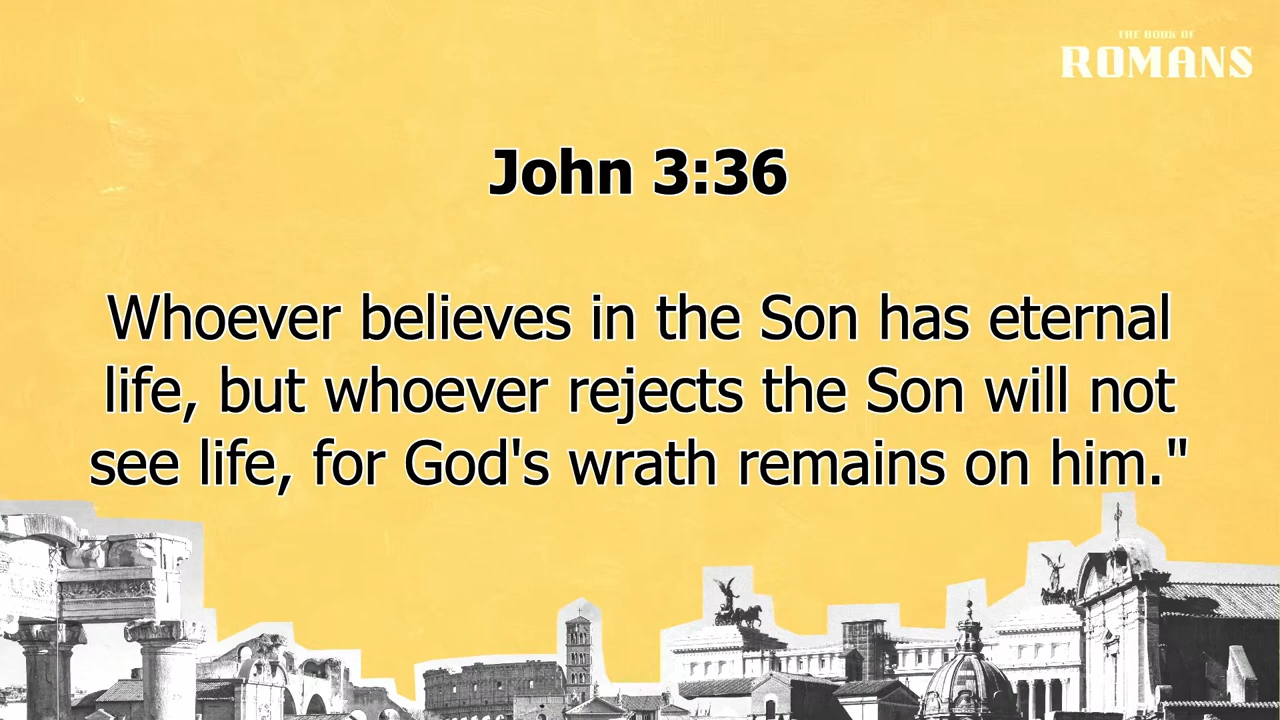 THE BOOK OF
ROMANS
John 3:36
Whoever believes in the Son has eternal
life, but whoever rejects the Son will not
see life, for God's wrath remains on him."